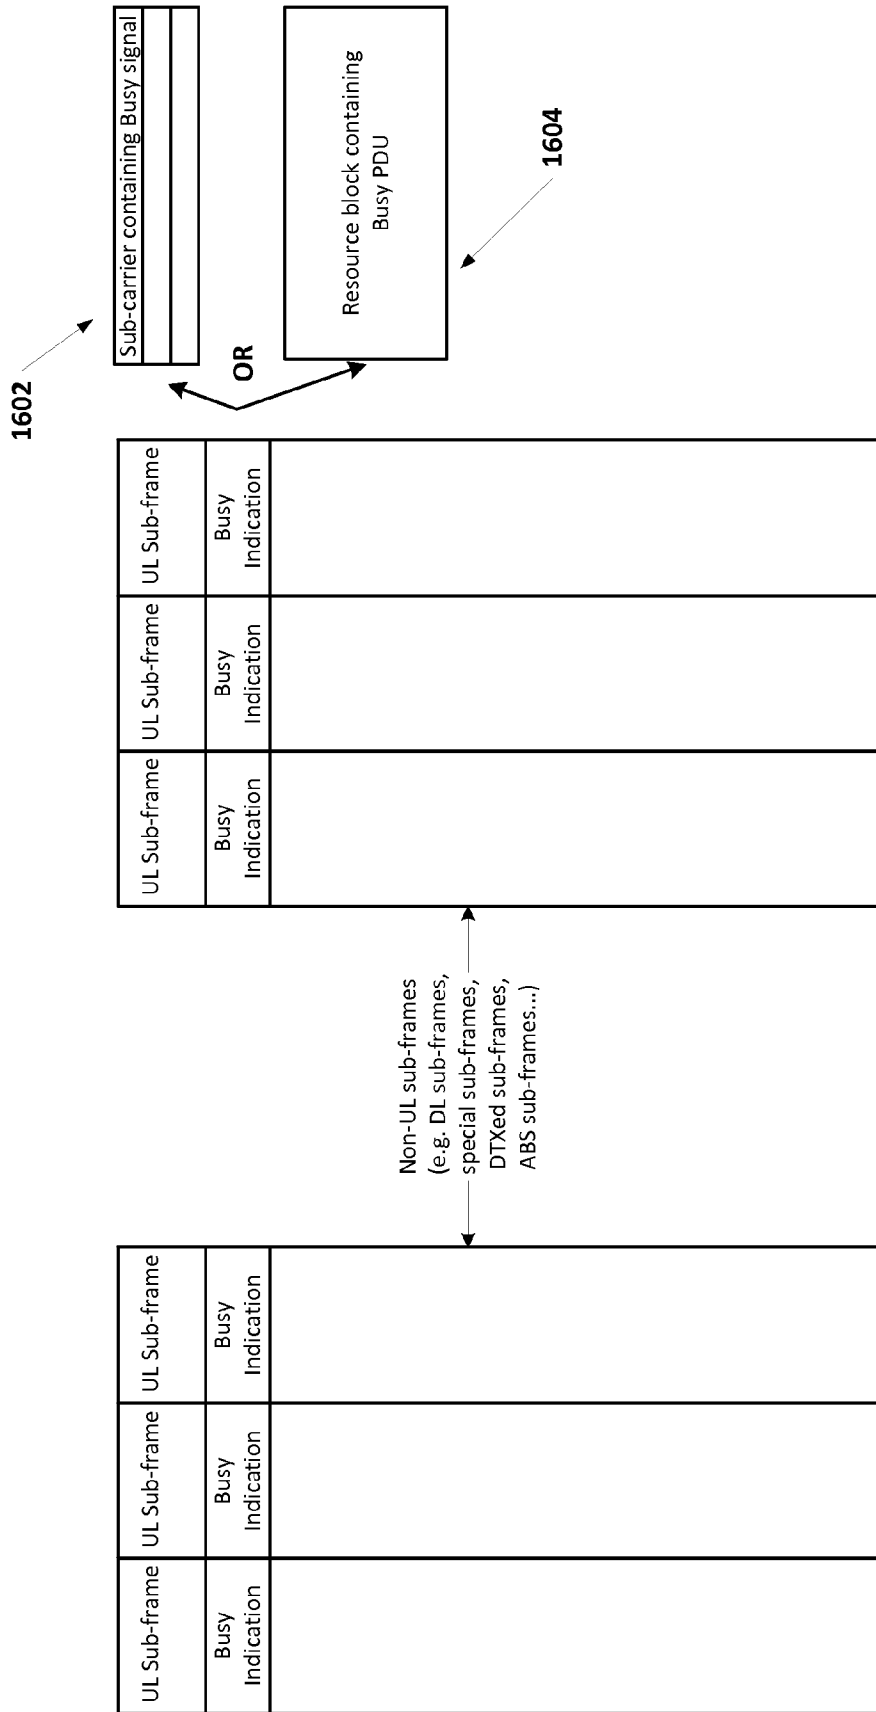 UL Sub-frame
Busy
Indication
UL Sub-frame
Busy
Indication
UL Sub-frame
Busy
Indication
Non-UL sub-frames
(e.g. DL sub-frames,
special sub-frames,
DTXed sub-frames,
ABS sub-frames...)
UL Sub-frame
Busy
Indication
UL Sub-frame
Busy
Indication
UL Sub-frame
Busy
Indication
1602
Sub-carrier containing Busy signal
OR
Resource block containing
Busy PDU
1604